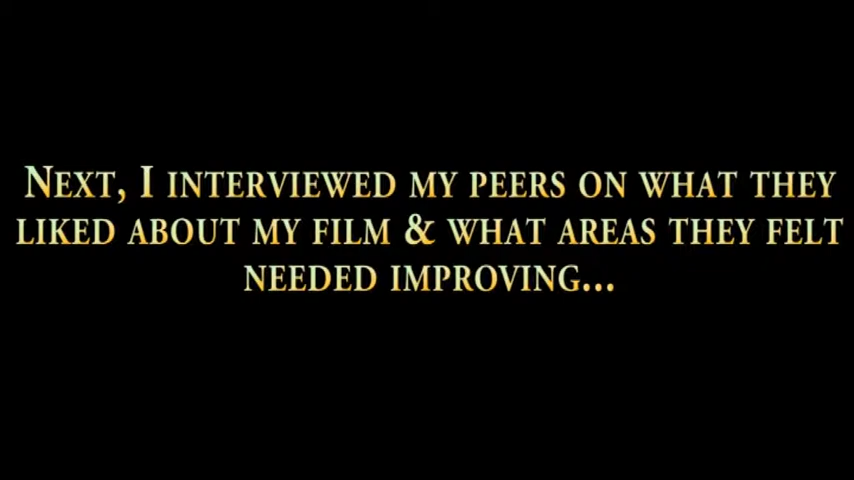 Next, I interviewed my peers on what they
liked about my film & what areas they felt
needed improving...